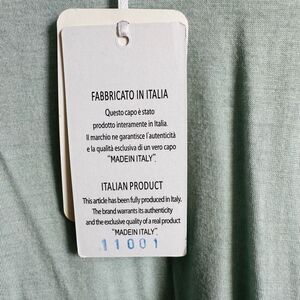 FABBRICATO IN ITALIA
Questo capo è stato
prodotto interamente in Italia.
Il marchio ne garantisce l'autenticità
e la qualità esclusiva di un vero capo
"MADEIN ITALY".
ITALIAN PRODUCT
This article has been fully produced in Italy.
The brand warrants its authenticity
and the exclusive quality of a real product
"MADEIN ITALY".
11001